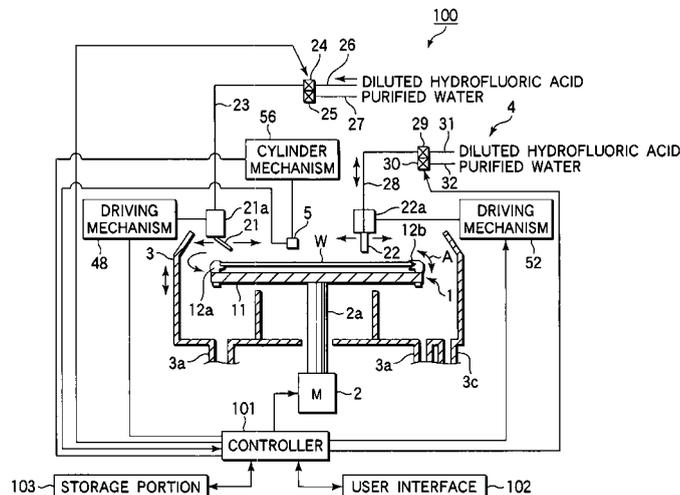 100
24
26
DILUTED HYDROFLUORIC ACID
PURIFIED WATER
23
25
27
4
56
29
31
CYLINDER
MECHANISM
DILUTED HYDROFLUORIC ACID
PURIFIED WATER
30
32
28
21a
21
5
22a
DRIVING
MECHANISM
48
DRIVING
MECHANISM
52
3
W
22
12b
A
1
12a
11
2a
3a
3a
3c
M
2
101
CONTROLLER
103
STORAGE PORTION
USER INTERFACE
102